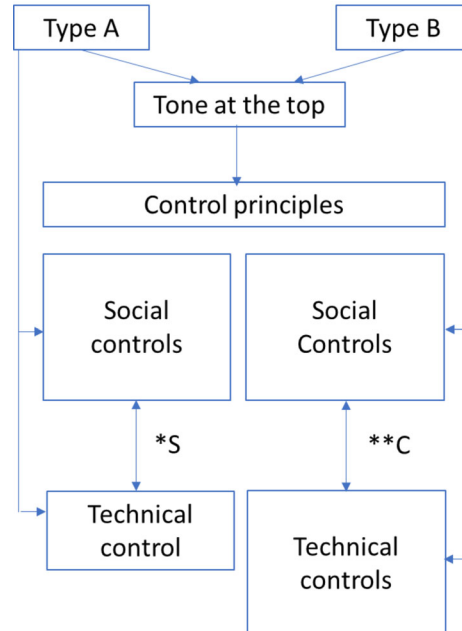 Type A
Type B
Tone at the top
Control principles
Social
controls
Social
Controls
*S
**C
Technical
control
Technical
controls